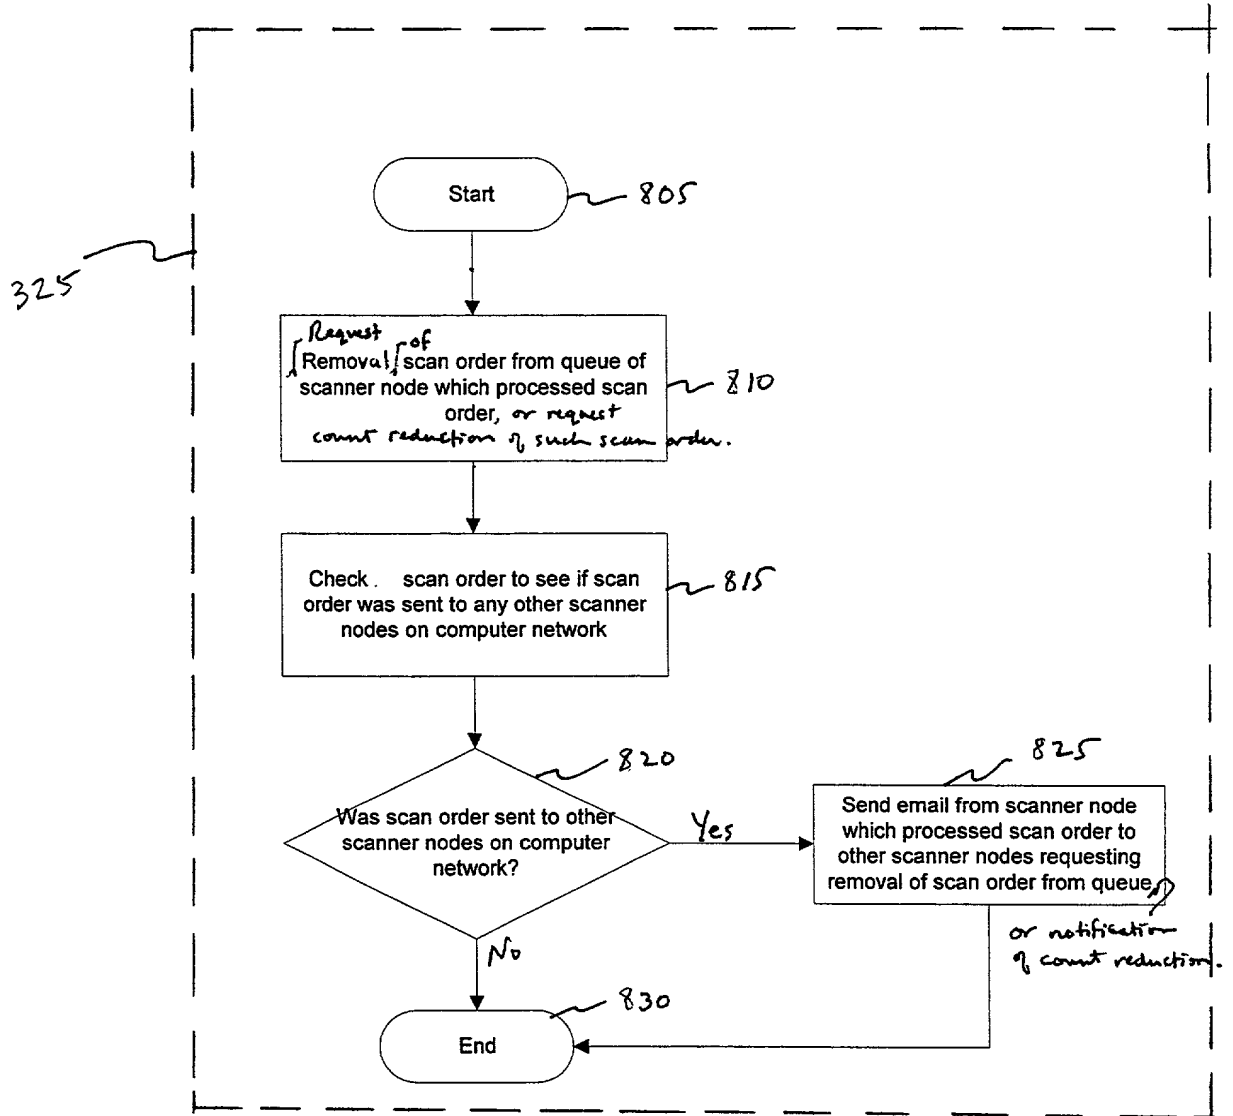 Start
805
325
Request
of
Removal scan order from queue of
scanner node which processed scan
order, or request
count reduction of such scan order.
810
Check . scan order to see if scan
order was sent to any other scanner
nodes on computer network
815
820
Was scan order sent to other
scanner nodes on computer
network?
Yes
825
Send email from scanner node
which processed scan order to
other scanner nodes requesting
removal of scan order from queue
or notification
of count reduction.
No
830
End